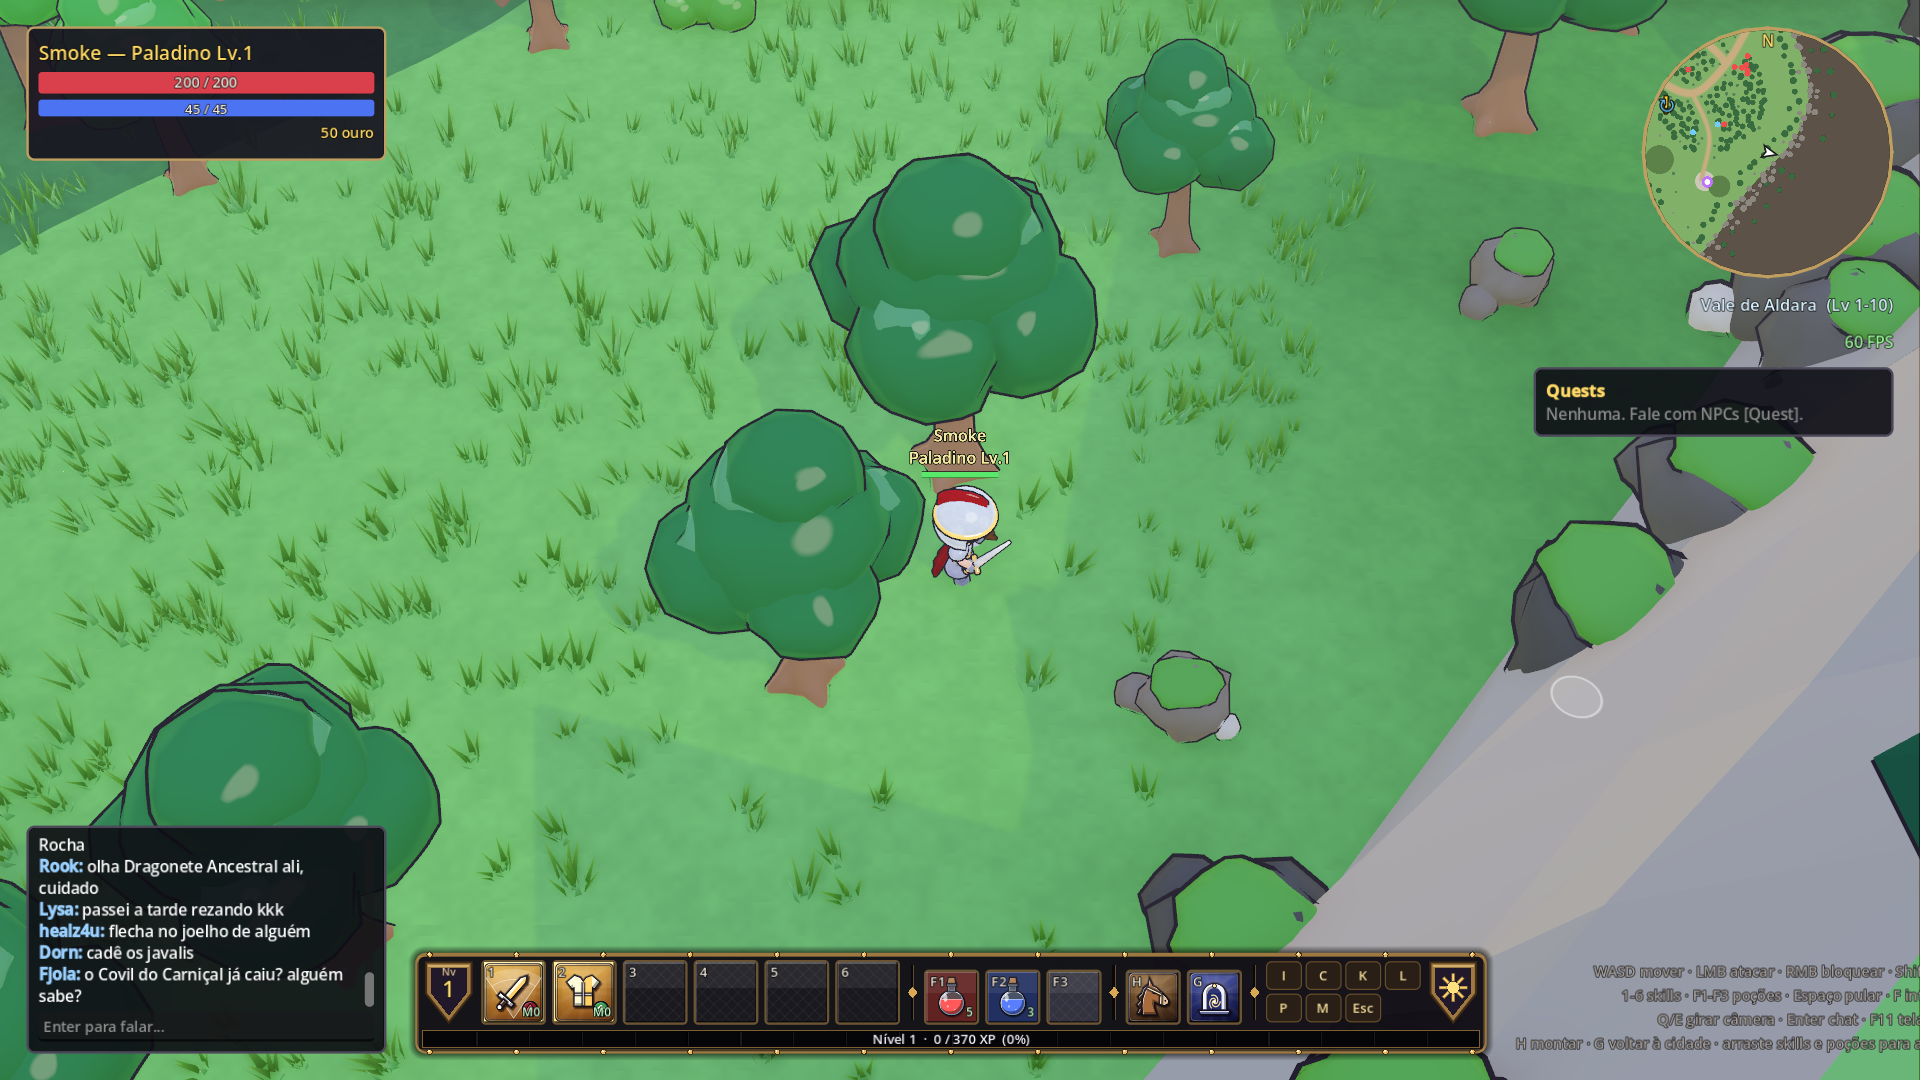 Smoke — Paladino Lv.1
200 / 200
45 / 45
50 ouro
N
Vale de Aldara (Lv 1-10)
60 FPS
Quests
Nenhuma. Fale com NPCs [Quest].
Smoke
Paladino Lv.1
Rocha
Rook: olha Dragonete Ancestral ali,
cuidado
Lysa: passei a tarde rezando kkk
healz4u: flecha no joelho de alguém
Dorn: cadê os javalis
Fjola: o Covil do Carniçal já caiu? alguém
sabe?
Enter para falar...
Nv
1
1 M0
2 M0
3
4
5
6
F1 5
F2 3
F3
H
G
I C K L
P M Esc
Nível 1 · 0 / 370 XP (0%)
WASD mover · LMB atacar · RMB bloquear · Shi
1-6 skills · F1-F3 poções · Espaço pular · F in
Q/E girar câmera · Enter chat · F11 tela
H montar · G voltar à cidade · arraste skills e poções para a